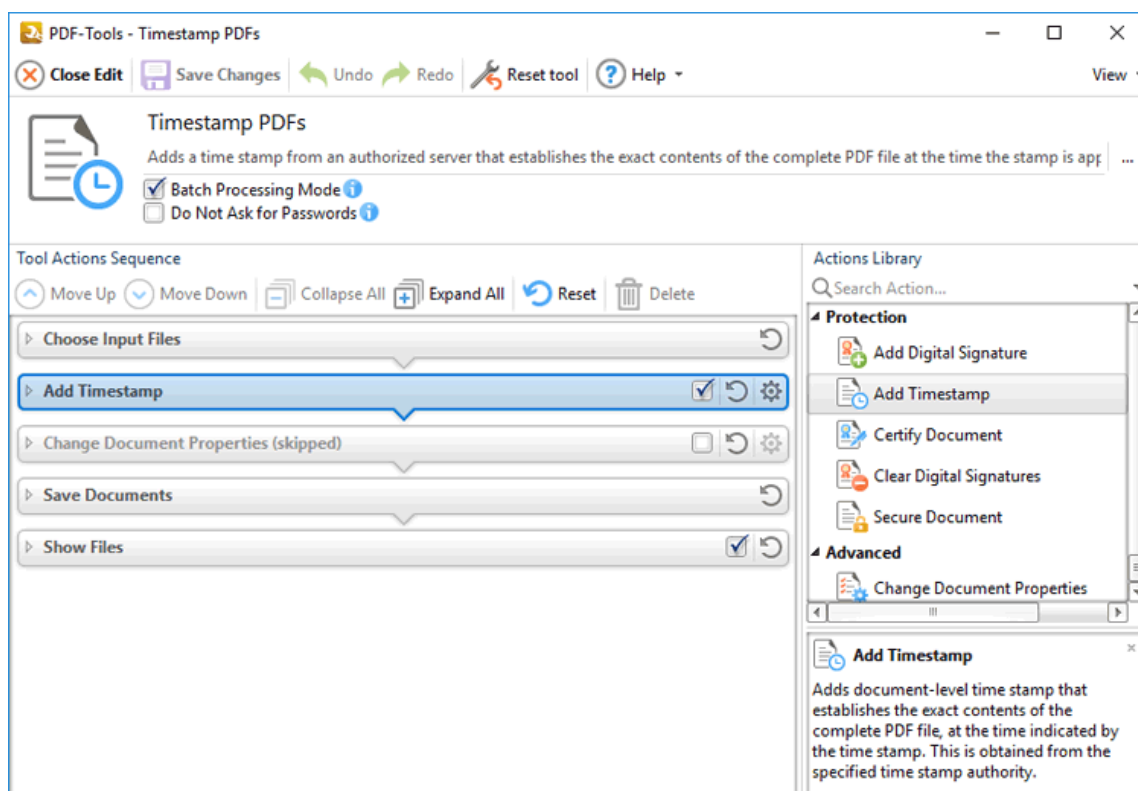 PDF-Tools - Timestamp PDFs
Close Edit Save Changes Undo Redo Reset tool Help View
Timestamp PDFs
Adds a time stamp from an authorized server that establishes the exact contents of the complete PDF file at the time the stamp is app ...
Batch Processing Mode
Do Not Ask for Passwords
Tool Actions Sequence
Move Up Move Down Collapse All Expand All Reset Delete
Choose Input Files
Add Timestamp
Change Document Properties (skipped)
Save Documents
Show Files
Actions Library
Search Action...
Protection
Add Digital Signature
Add Timestamp
Certify Document
Clear Digital Signatures
Secure Document
Advanced
Change Document Properties
Add Timestamp
Adds document-level time stamp that
establishes the exact contents of the
complete PDF file, at the time indicated by
the time stamp. This is obtained from the
specified time stamp authority.